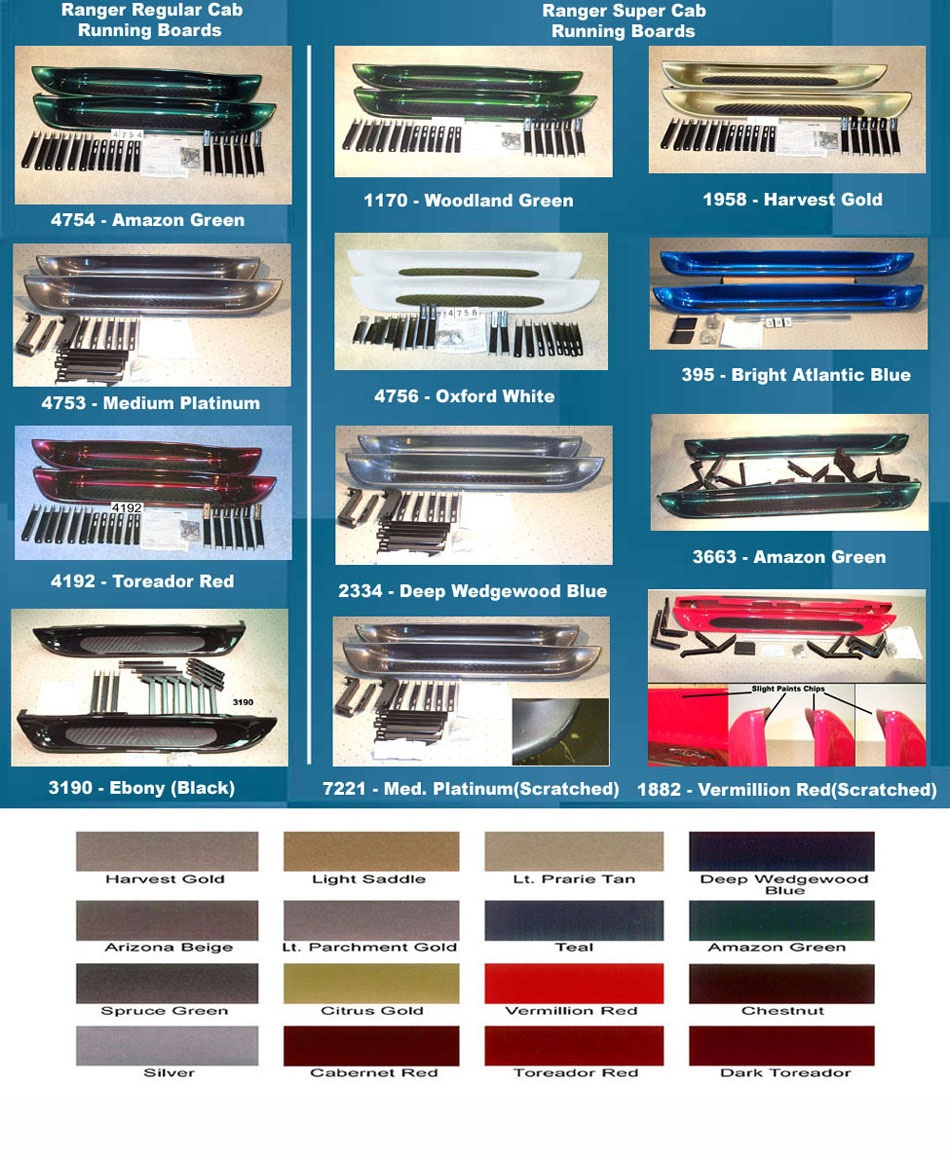 Ranger Regular Cab
Running Boards
Ranger Super Cab
Running Boards
4754
4754 - Amazon Green
1170 - Woodland Green
1958 - Harvest Gold
4753 - Medium Platinum
4756
4756 - Oxford White
395 - Bright Atlantic Blue
4192
4192 - Toreador Red
2334 - Deep Wedgewood Blue
3663 - Amazon Green
3190
3190 - Ebony (Black)
7221 - Med. Platinum(Scratched)
Slight Paints Chips
1882 - Vermillion Red(Scratched)
Harvest Gold
Light Saddle
Lt. Prarie Tan
Deep Wedgewood
Blue
Arizona Beige
Lt. Parchment Gold
Teal
Amazon Green
Spruce Green
Citrus Gold
Vermillion Red
Chestnut
Silver
Cabernet Red
Toreador Red
Dark Toreador